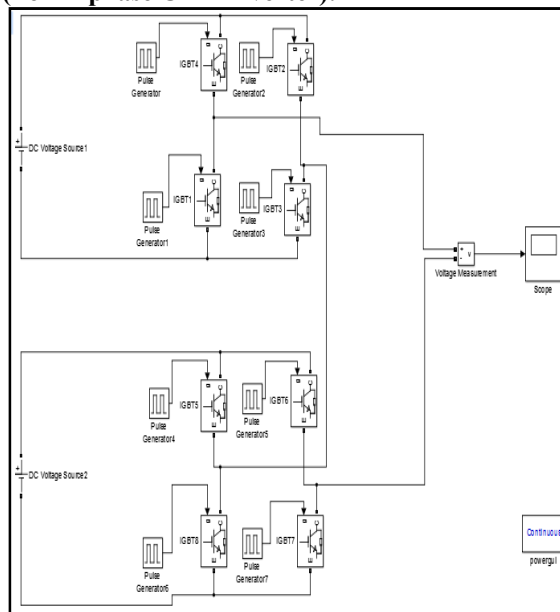 IGBT4
IGBT2
Pulse
Generator
Pulse
Generator2
DC Voltage Source1
IGBT1
IGBT3
Pulse
Generator1
Pulse
Generator3
Voltage Measurement
Scope
IGBT5
IGBT6
Pulse
Generator4
Pulse
Generator5
DC Voltage Source2
IGBT8
IGBT7
Pulse
Generator6
Pulse
Generator7
Continuous
powergui